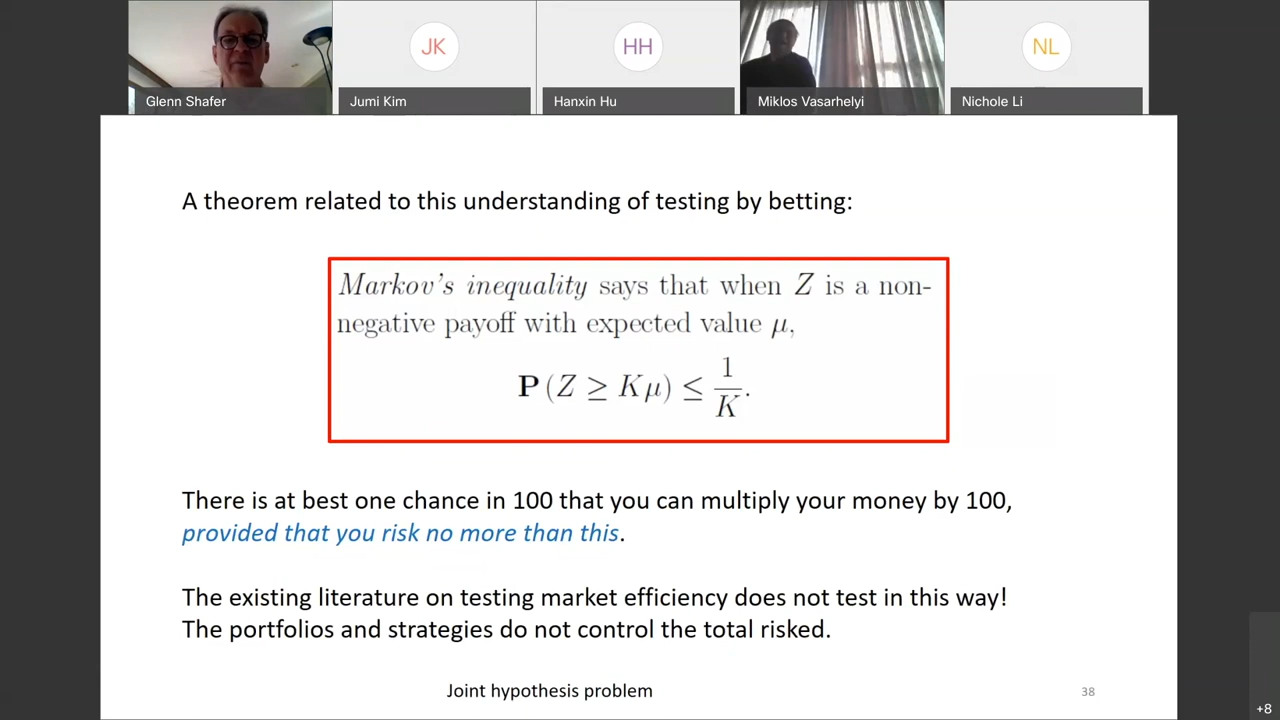 JK
HH
NL
Glenn Shafer
Jumi Kim
Hanxin Hu
Miklos Vasarhelyi
Nichole Li
A theorem related to this understanding of testing by betting:
Markov's inequality says that when Z is a non-
negative payoff with expected value μ,
P(Z ≥ Kμ) ≤ 1/K.
There is at best one chance in 100 that you can multiply your money by 100,
provided that you risk no more than this.
The existing literature on testing market efficiency does not test in this way!
The portfolios and strategies do not control the total risked.
Joint hypothesis problem
38
+8